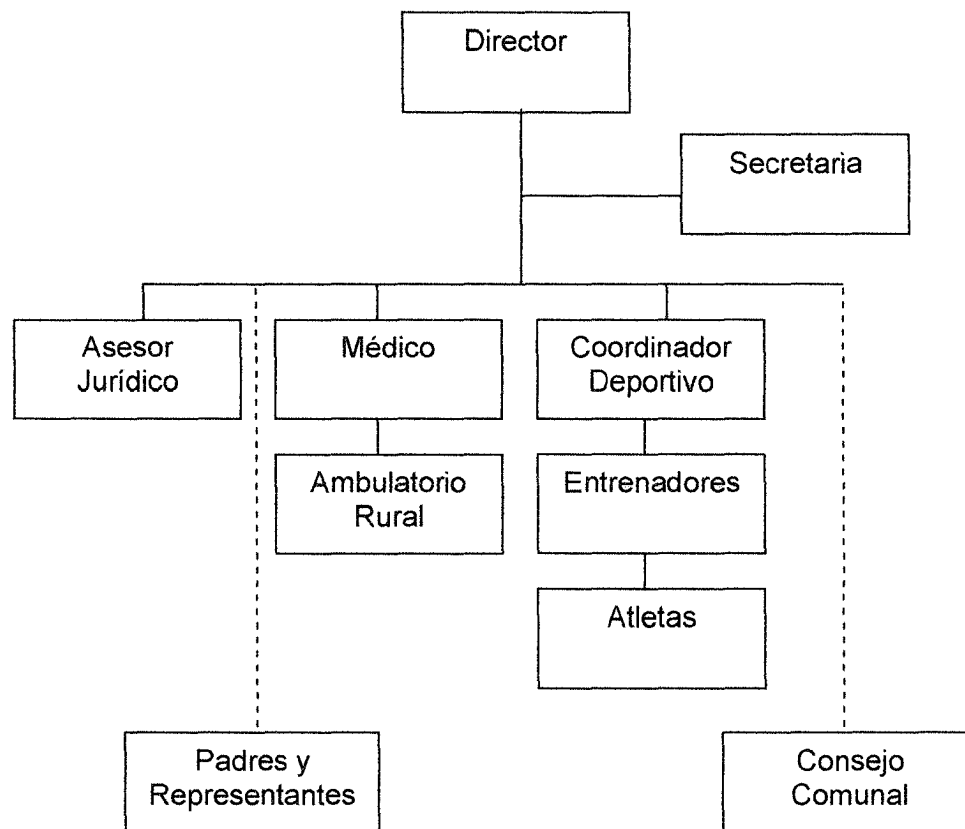 Director
Secretaria
Asesor
Jurídico
Médico
Coordinador
Deportivo
Ambulatorio
Rural
Entrenadores
Atletas
Padres y
Representantes
Consejo
Comunal